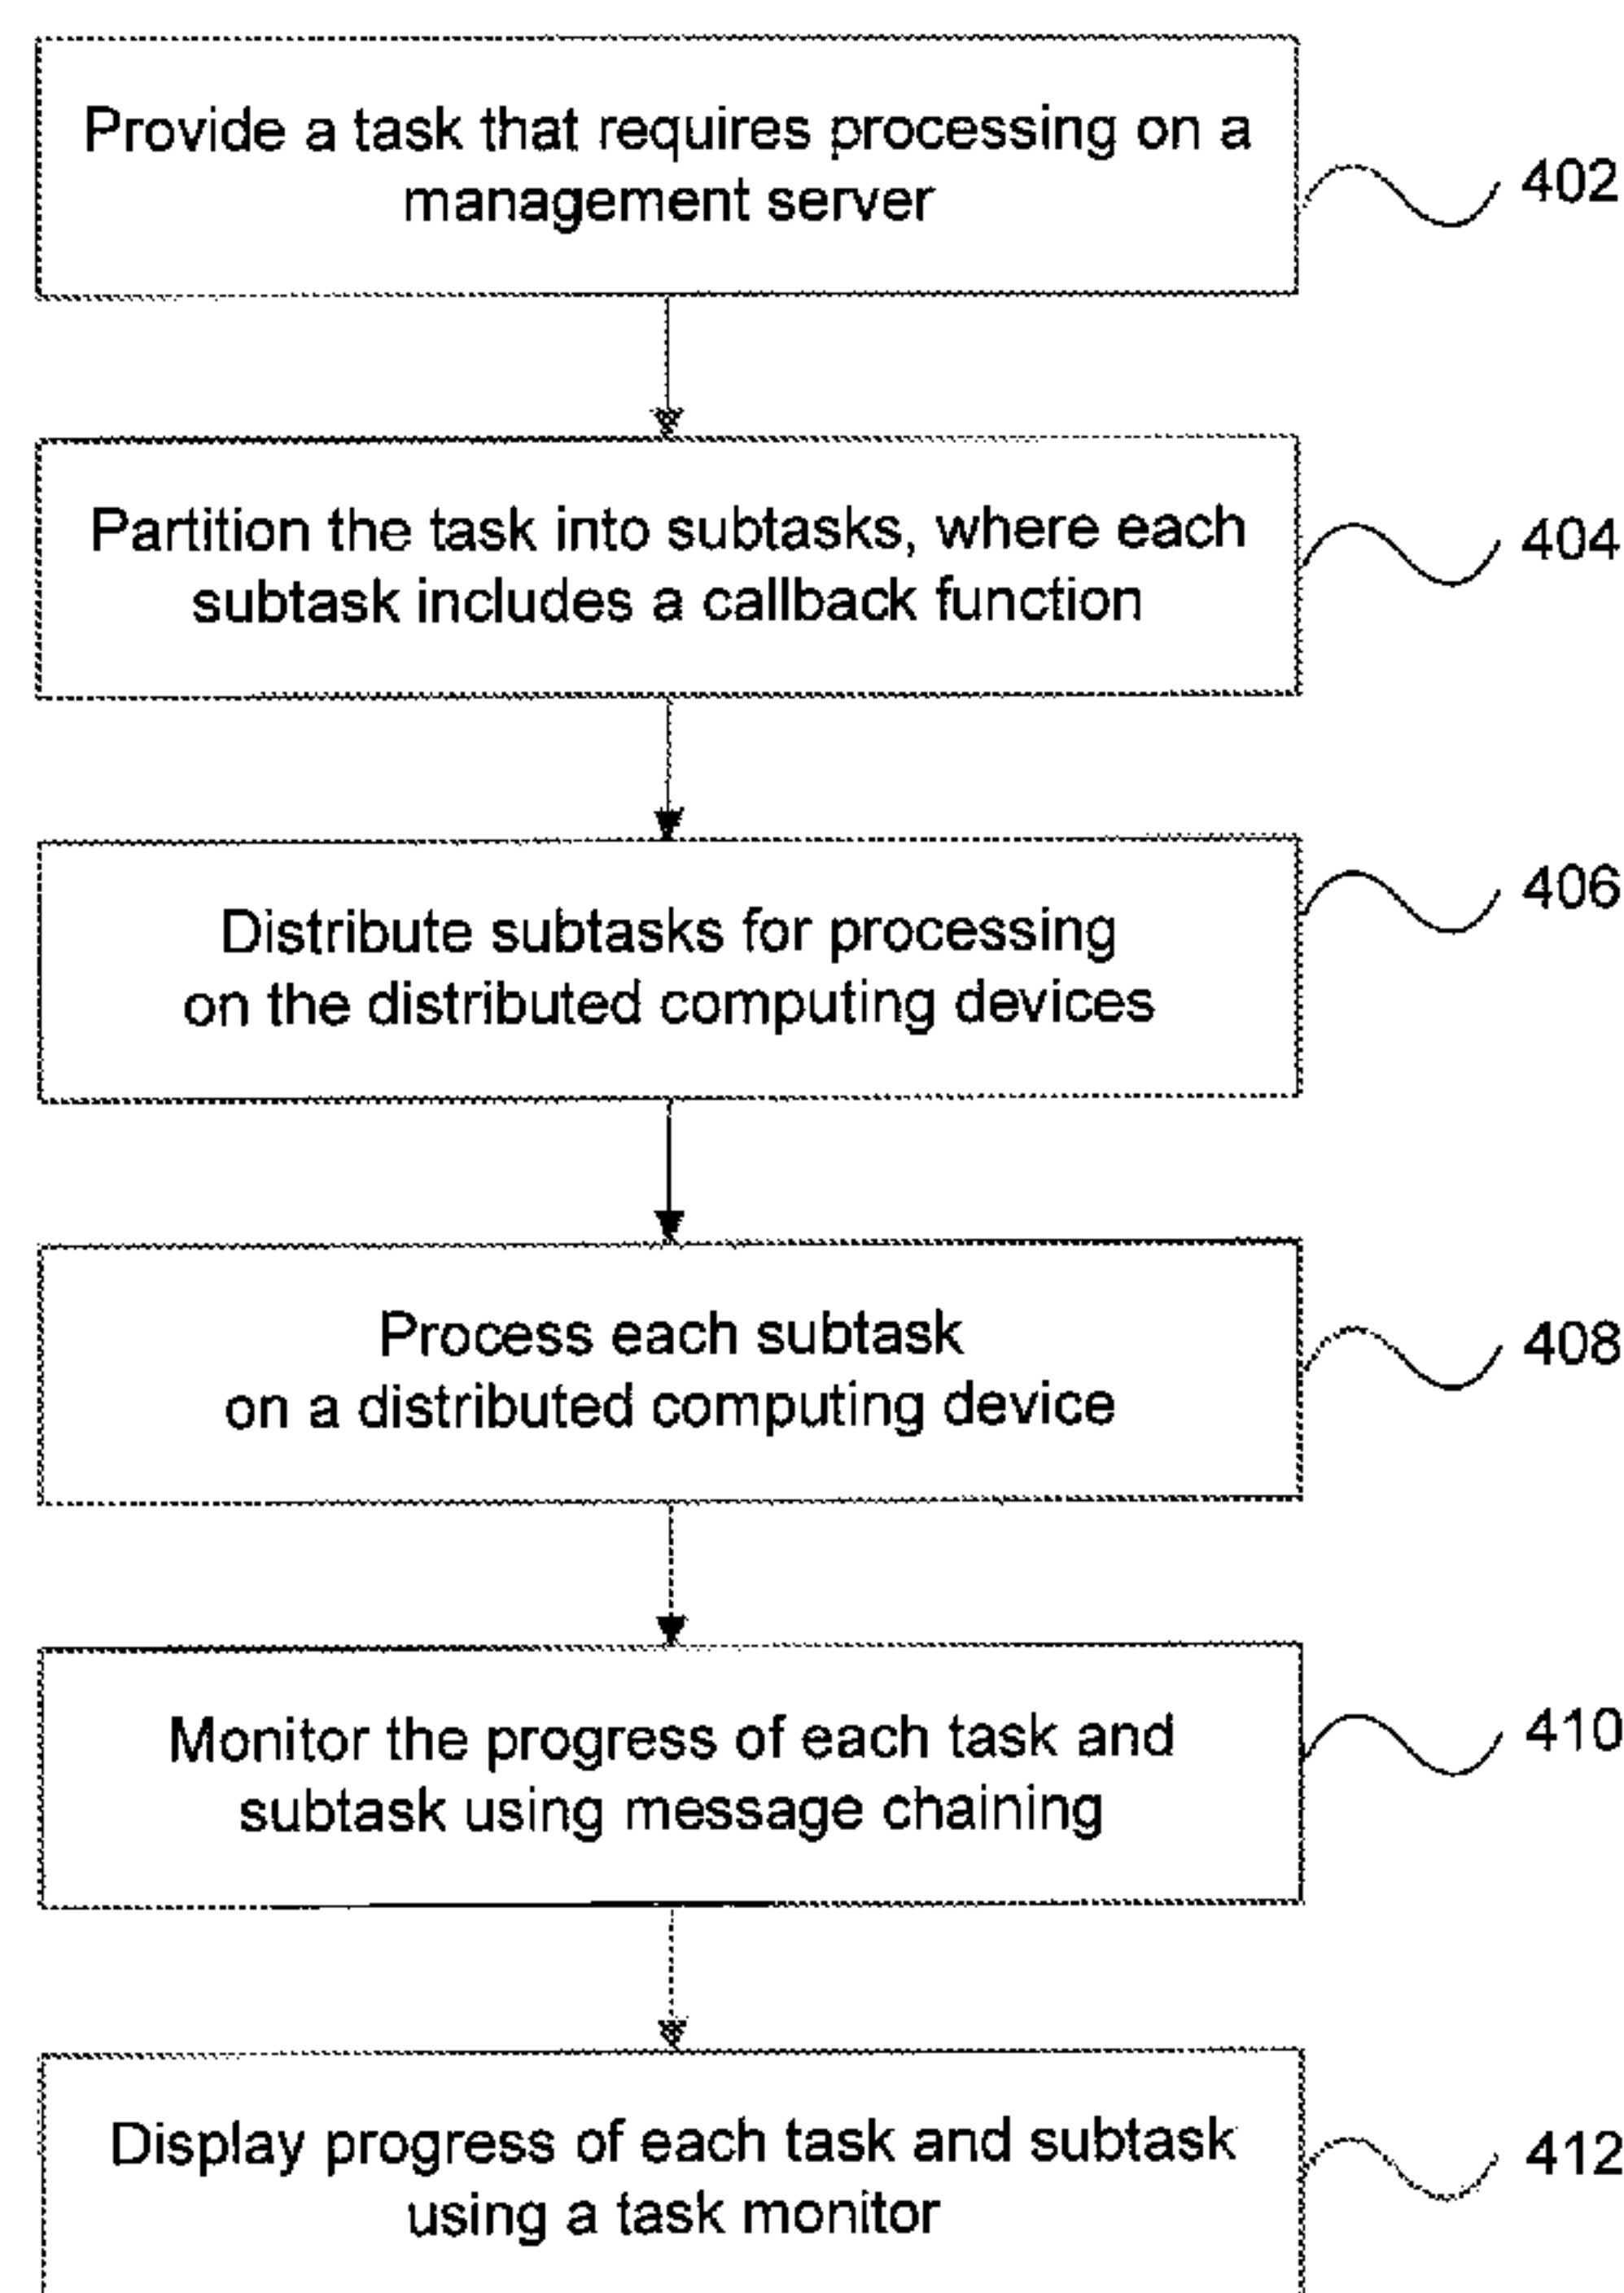 Provide a task that requires processing on a
management server
402
Partition the task into subtasks, where each
subtask includes a callback function
404
Distribute subtasks for processing
on the distributed computing devices
406
Process each subtask
on a distributed computing device
408
Monitor the progress of each task and
subtask using message chaining
410
Display progress of each task and subtask
using a task monitor
412